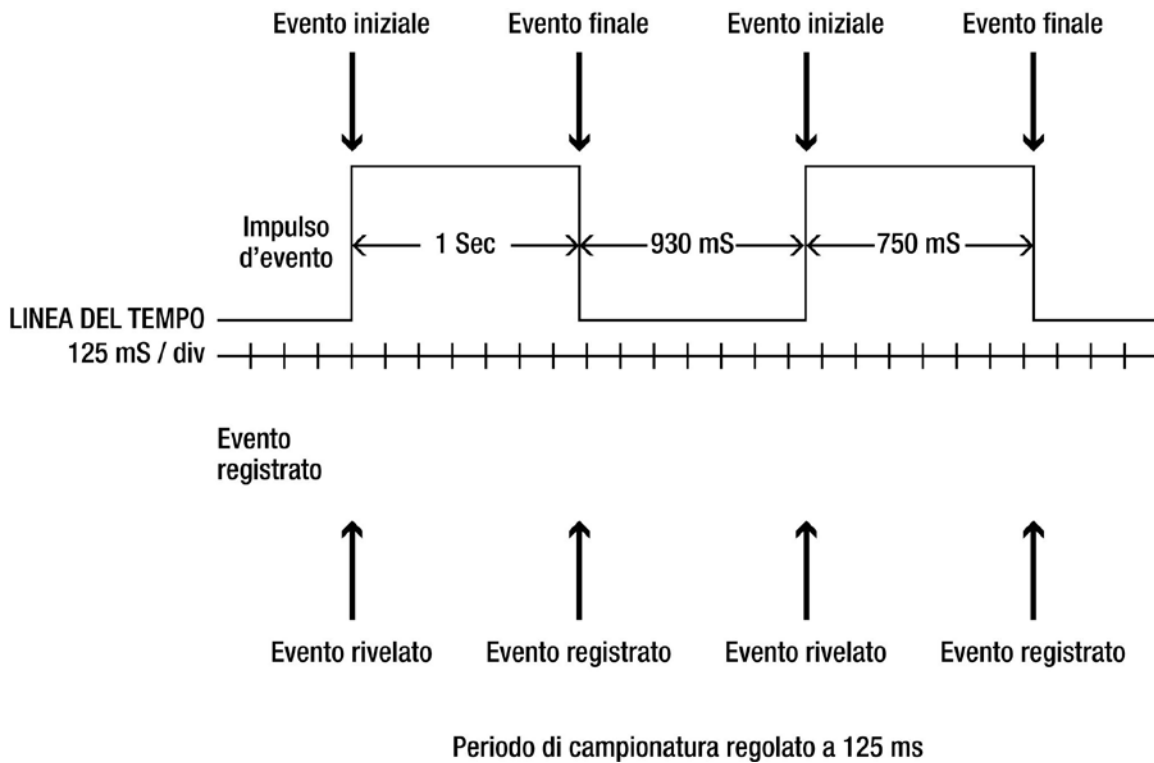 Evento iniziale Evento finale Evento iniziale Evento finale
Impulso
d'evento
1 Sec 930 mS 750 mS
LINEA DEL TEMPO
125 mS / div
Evento
registrato
Evento rivelato Evento registrato Evento rivelato Evento registrato
Periodo di campionatura regolato a 125 ms